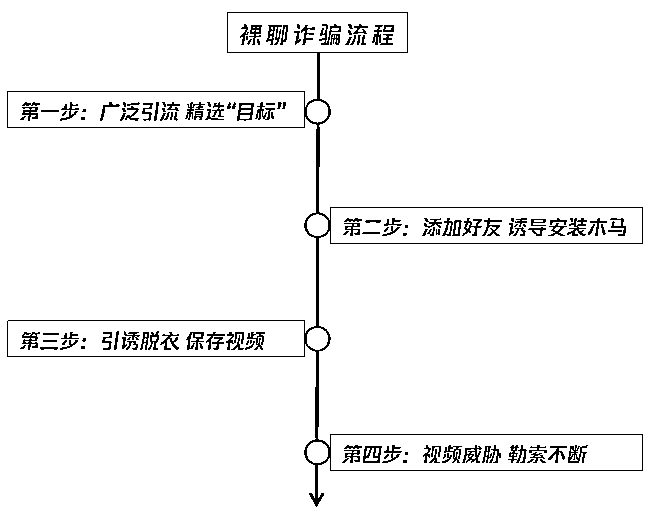 裸聊诈骗流程
第一步：广泛引流 精选“目标”
第二步：添加好友 诱导安装木马
第三步：引诱脱衣 保存视频
第四步：视频威胁 勒索不断